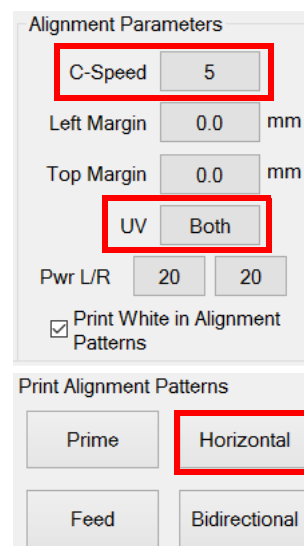 Alignment Parameters
C-Speed 5
Left Margin 0.0 mm
Top Margin 0.0 mm
UV Both
Pwr L/R 20 20
Print White in Alignment
Patterns
Print Alignment Patterns
Prime Horizontal
Feed Bidirectional